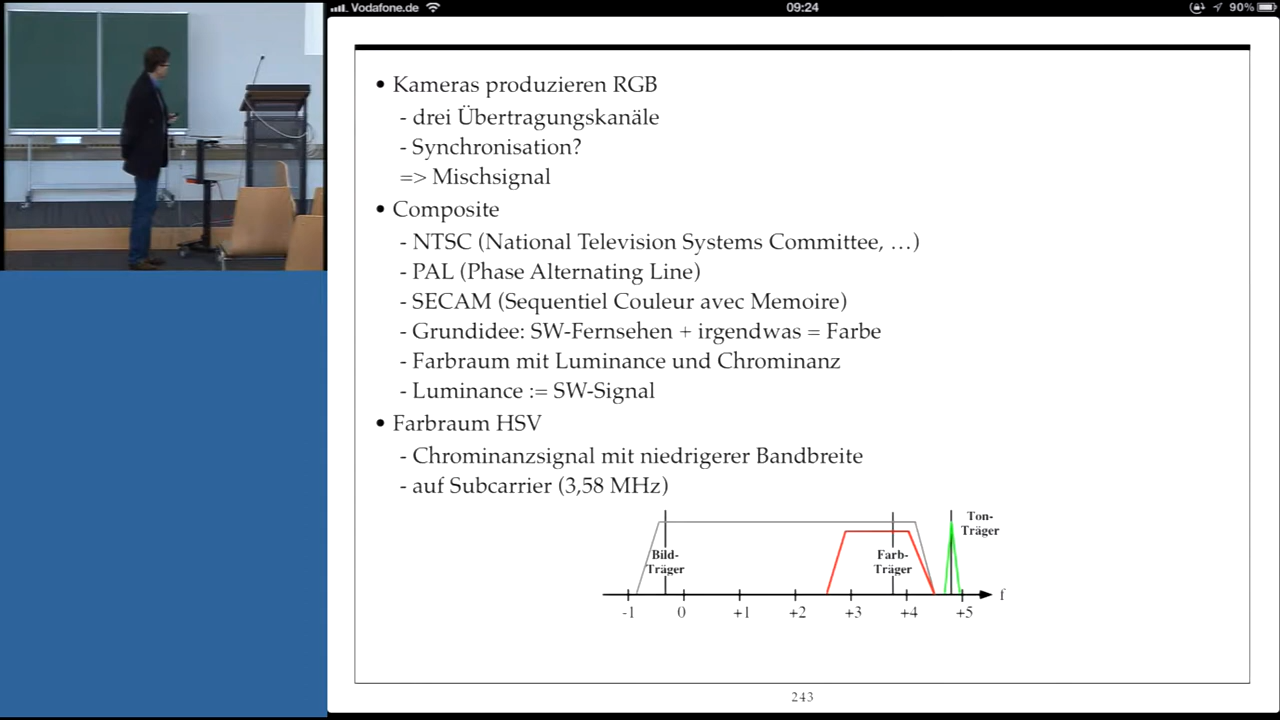 Vodafone.de
09:24
90%
• Kameras produzieren RGB
- drei Übertragungskanäle
- Synchronisation?
=> Mischsignal
• Composite
- NTSC (National Television Systems Committee, …)
- PAL (Phase Alternating Line)
- SECAM (Sequentiel Couleur avec Memoire)
- Grundidee: SW-Fernsehen + irgendwas = Farbe
- Farbraum mit Luminance und Chrominanz
- Luminance := SW-Signal
• Farbraum HSV
- Chrominanzsignal mit niedrigerer Bandbreite
- auf Subcarrier (3,58 MHz)
Ton-
Träger
Bild-
Träger
Farb-
Träger
f
-1 0 +1 +2 +3 +4 +5
243